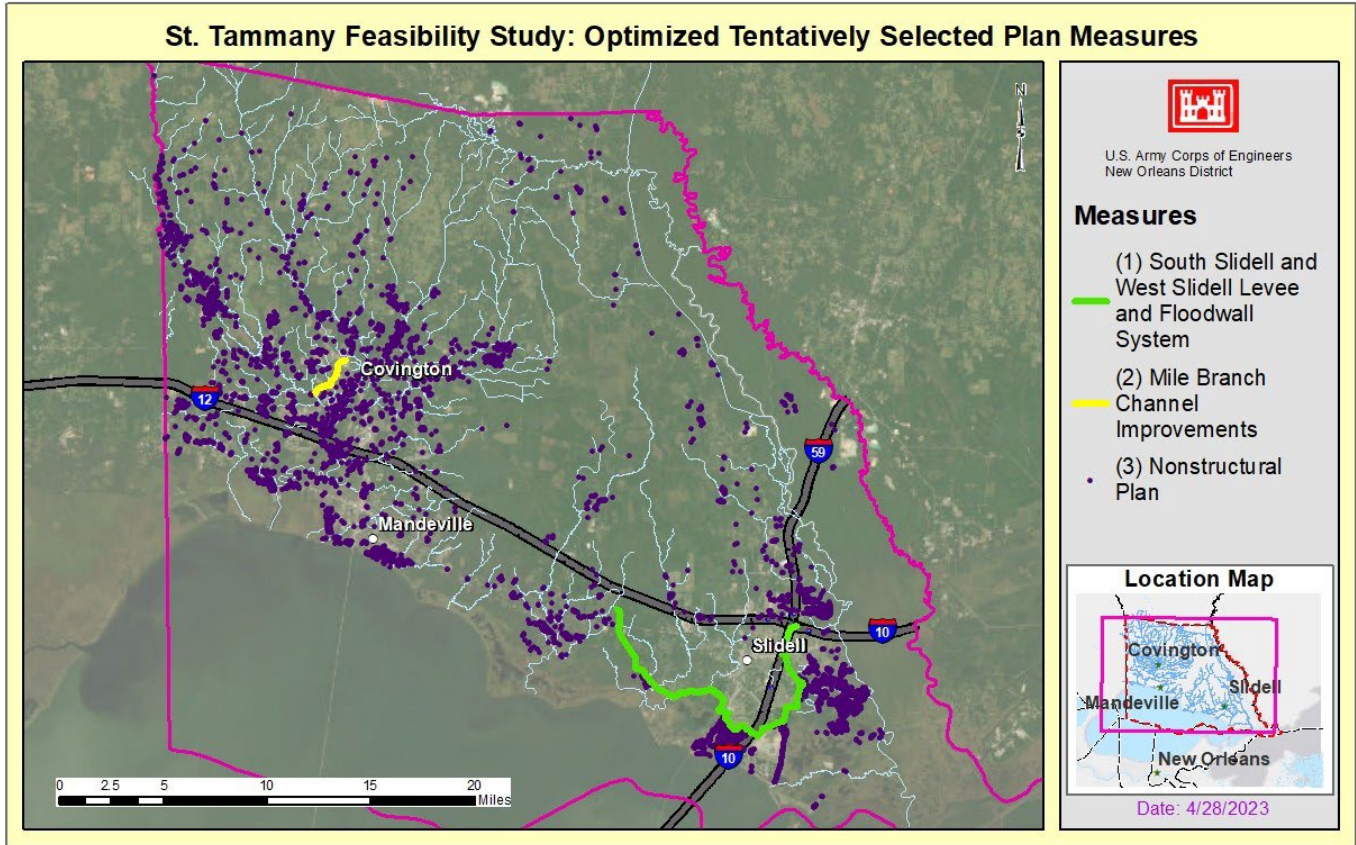 St. Tammany Feasibility Study: Optimized Tentatively Selected Plan Measures
N
S
U.S. Army Corps of Engineers
New Orleans District
Measures
(1) South Slidell and
West Slidell Levee
and Floodwall
System
(2) Mile Branch
Channel
Improvements
(3) Nonstructural
Plan
Covington
12
59
Mandeville
10
Slidell
10
0 2.5 5 10 15 20
Miles
Location Map
Covington
Slidell
Mandeville
New Orleans
Date: 4/28/2023